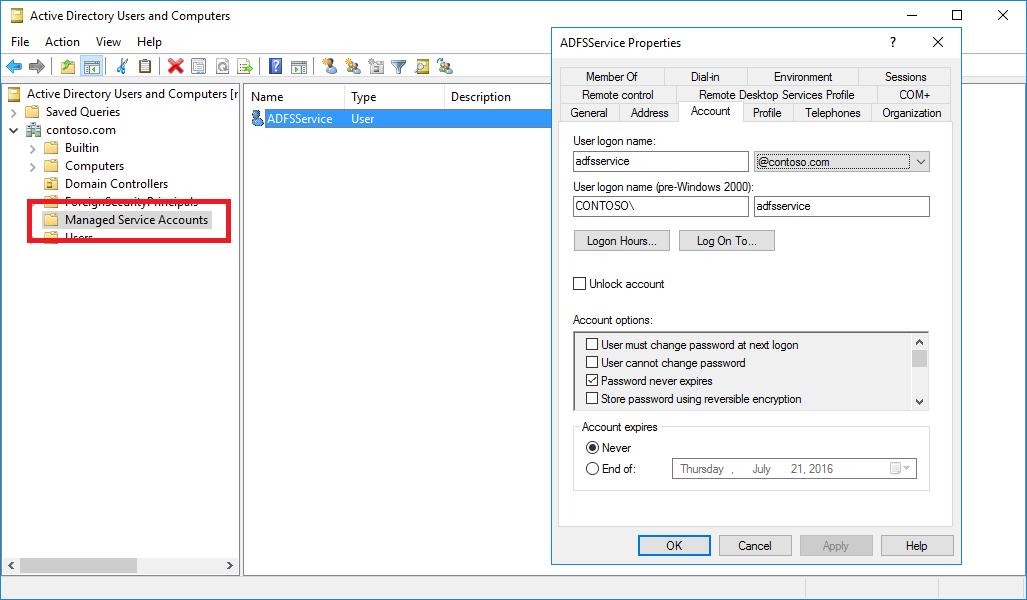 Active Directory Users and Computers
File Action View Help
Active Directory Users and Computers [r
Saved Queries
contoso.com
Builtin
Computers
Domain Controllers
ForeignSecurityPrincipals
Managed Service Accounts
Users
Name Type Description
ADFSService User
ADFSService Properties
?
Member Of Dial-in Environment Sessions
Remote control Remote Desktop Services Profile COM+
General Address Account Profile Telephones Organization
User logon name:
adfsservice @contoso.com
User logon name (pre-Windows 2000):
CONTOSO\ adfsservice
Logon Hours... Log On To...
Unlock account
Account options:
User must change password at next logon
User cannot change password
Password never expires
Store password using reversible encryption
Account expires
Never
End of: Thursday , July 21, 2016
OK Cancel Apply Help